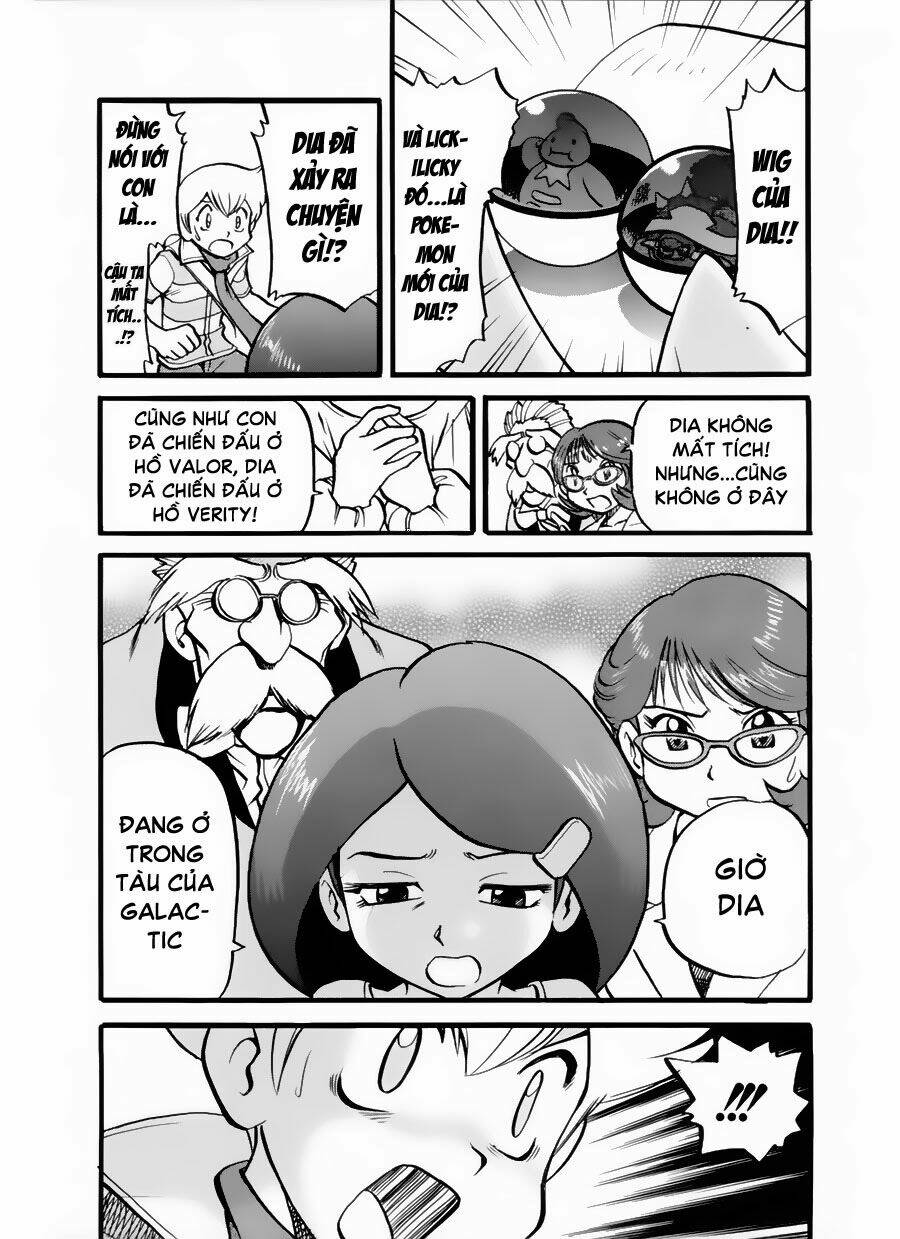 WIG CỦA
DIA!!
VÀ LICK-
ILICKY
ĐÓ...LÀ
POKE-
MON
MỚI CỦA
DIA!?
DIA ĐÃ
XẢY RA
CHUYỆN
GÌ!?
ĐỪNG
NÓI VỚI
CON
LÀ...
CẬU TA
MẤT
TÍCH..
.!?
DIA KHÔNG
MẤT TÍCH!
NHƯNG...CŨNG
KHÔNG Ở ĐÂY
CŨNG NHƯ CON
ĐÃ CHIẾN ĐẤU Ở
HỒ VALOR, DIA
ĐÃ CHIẾN ĐẤU Ở
HỒ VERITY!
GIỜ
DIA
ĐANG Ở
TRONG
TÀU CỦA
GALAC-
TIC
!!!